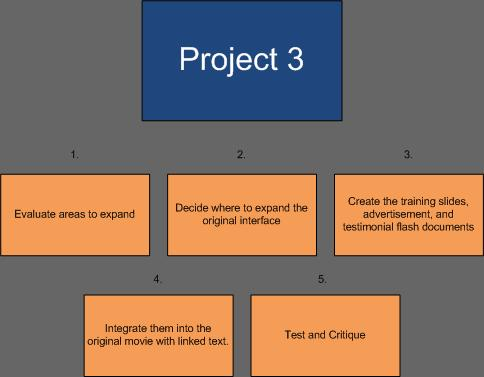 Project 3
1.
2.
3.
Evaluate areas to expand
Decide where to expand the
original interface
Create the training slides,
advertisement, and
testimonial flash documents
4.
5.
Integrate them into the
original movie with linked text.
Test and Critique